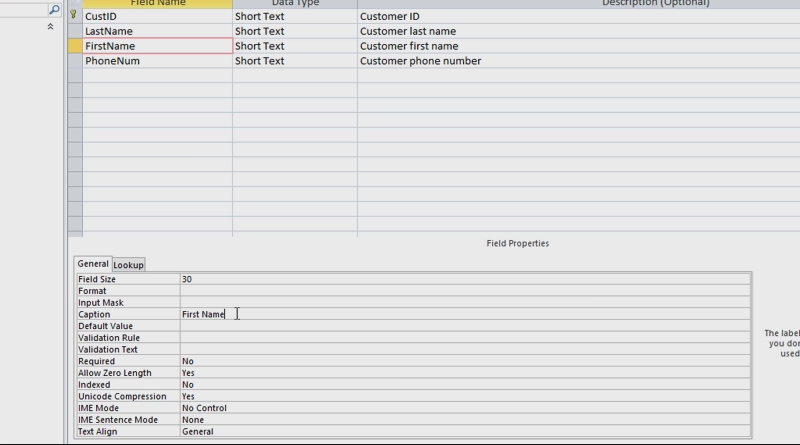 Field Name Data Type Description (Optional)
CustID Short Text Customer ID
LastName Short Text Customer last name
FirstName Short Text Customer first name
PhoneNum Short Text Customer phone number
Field Properties
General Lookup
Field Size 30
Format
Input Mask
Caption First Name
Default Value
Validation Rule
Validation Text
Required No
Allow Zero Length Yes
Indexed No
Unicode Compression Yes
IME Mode No Control
IME Sentence Mode None
Text Align General
The label
you don
used